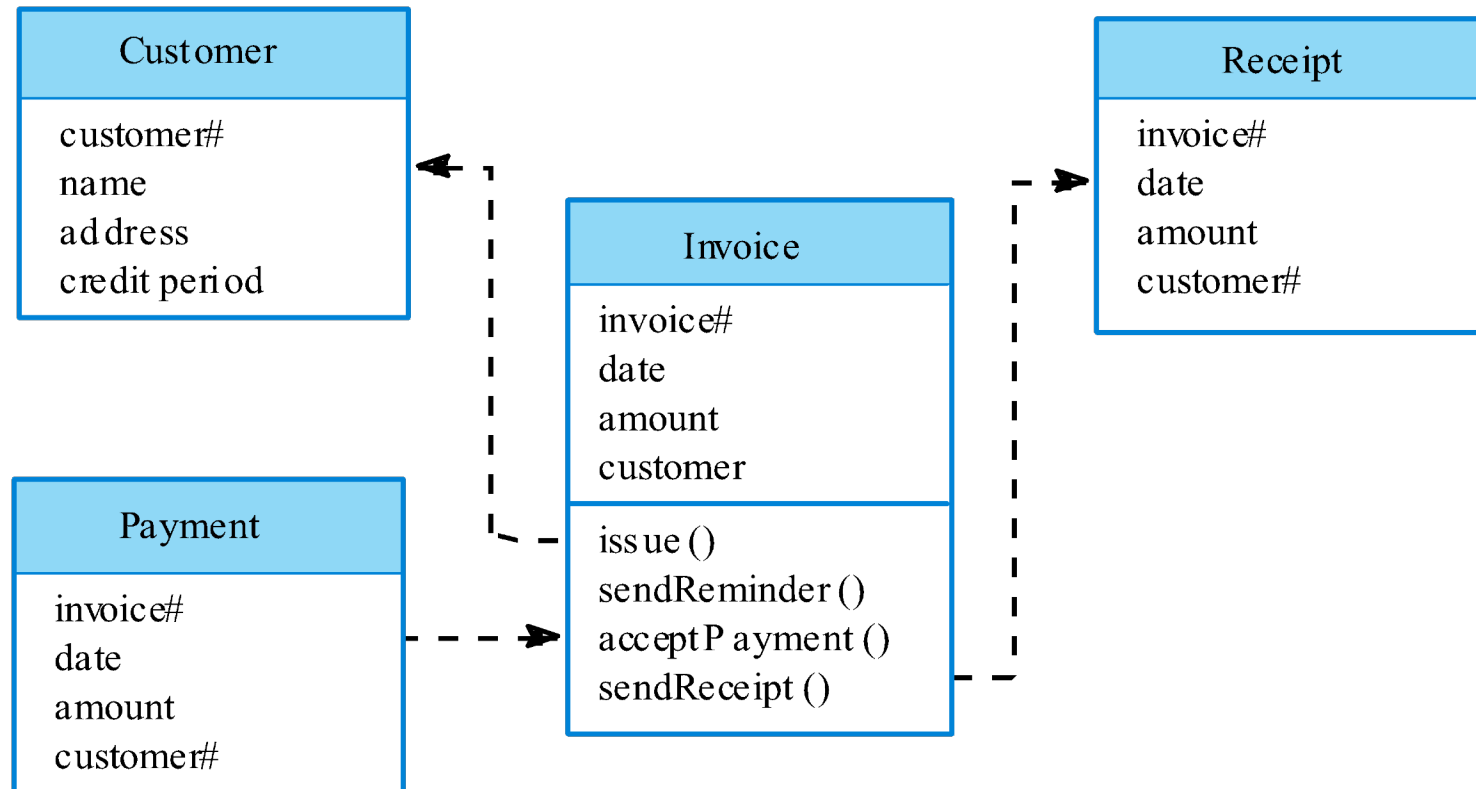 Customer
customer#
name
address
credit period
Receipt
invoice#
date
amount
customer#
Invoice
invoice#
date
amount
customer
issue ()
sendReminder ()
acceptPayment ()
sendReceipt ()
Payment
invoice#
date
amount
customer#